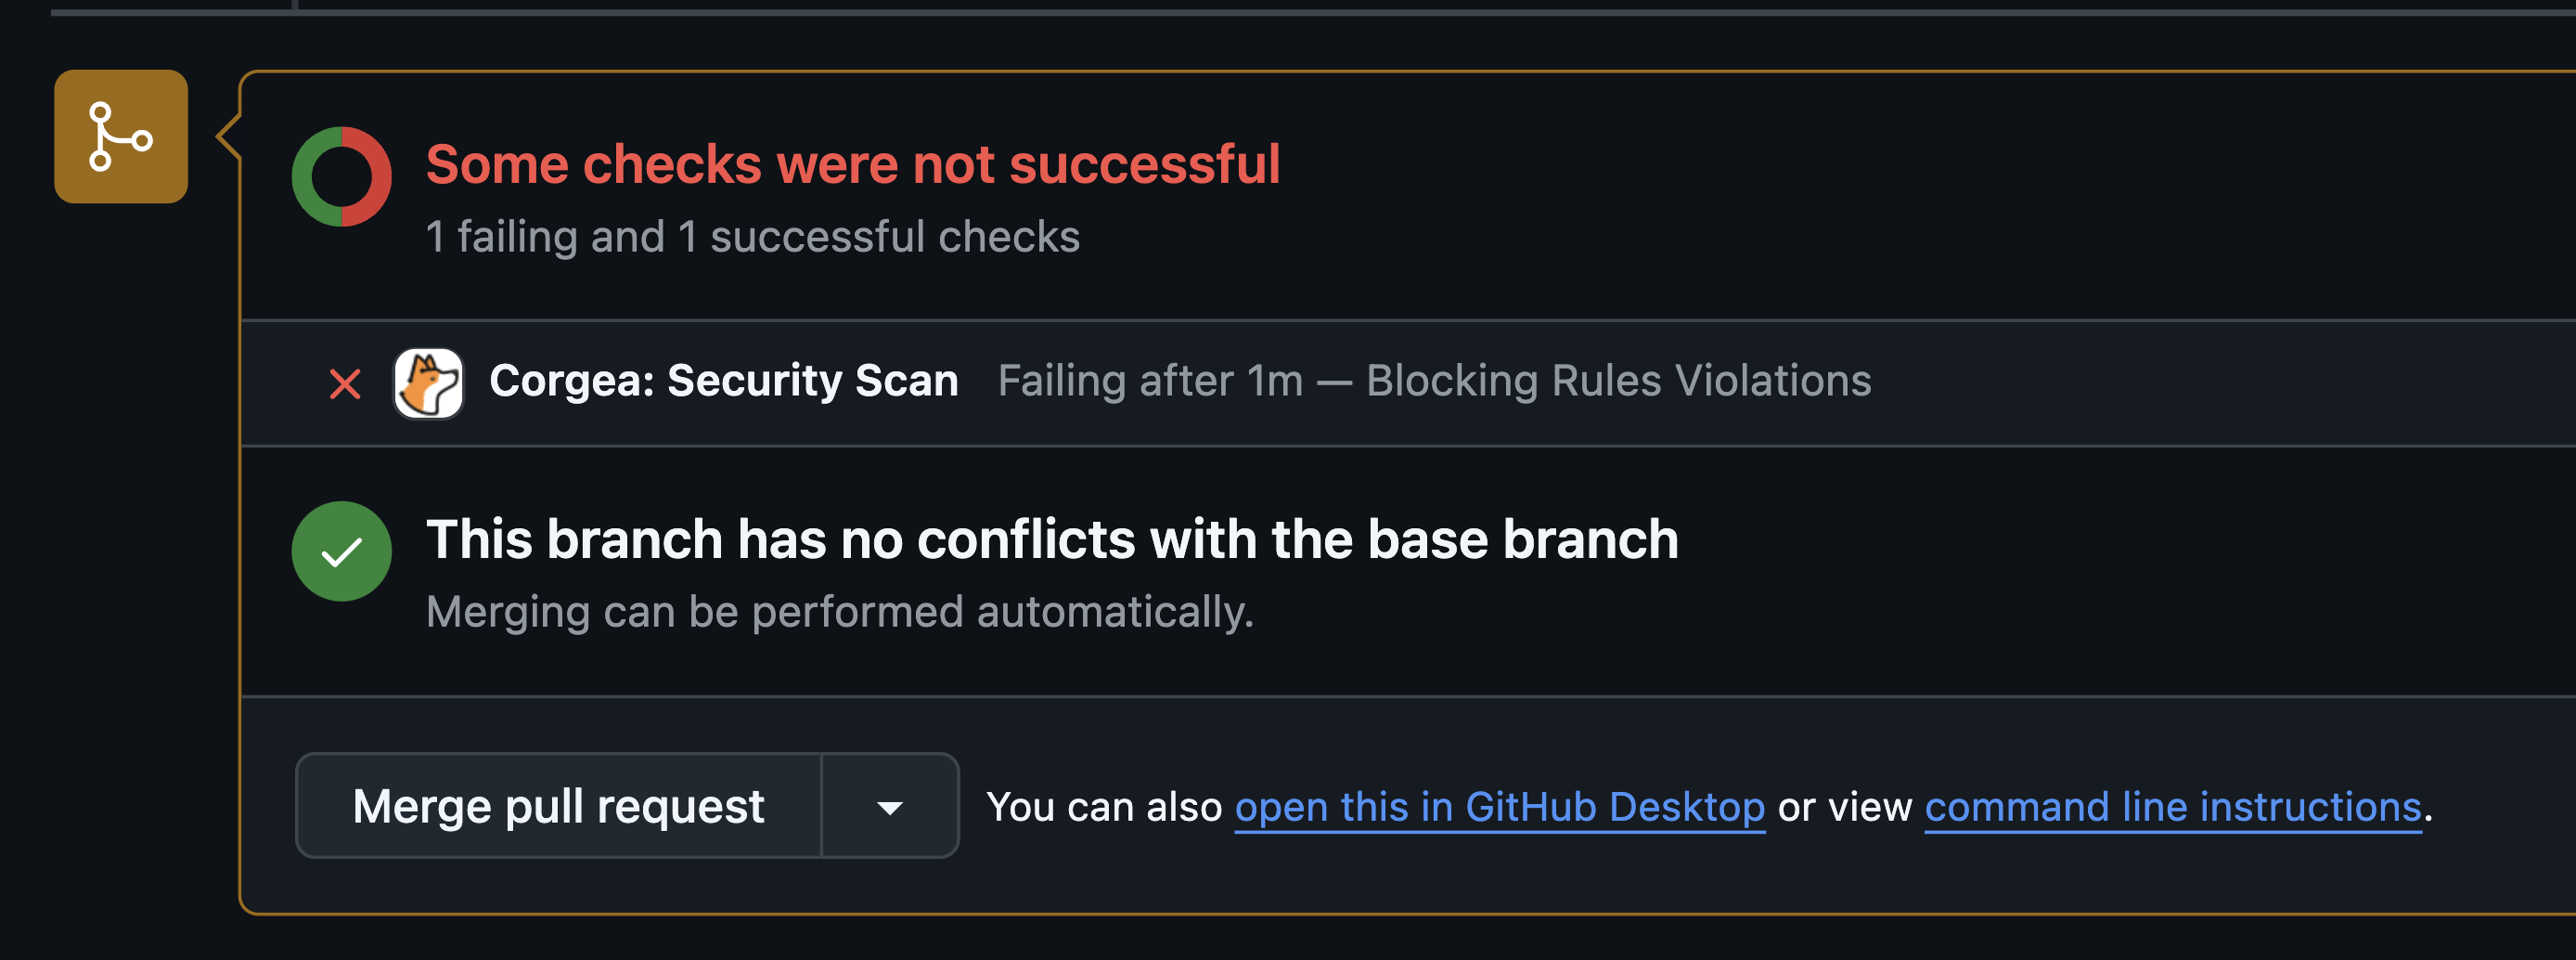 Some checks were not successful
1 failing and 1 successful checks
Corgea: Security Scan Failing after 1m — Blocking Rules Violations
This branch has no conflicts with the base branch
Merging can be performed automatically.
Merge pull request You can also open this in GitHub Desktop or view command line instructions.